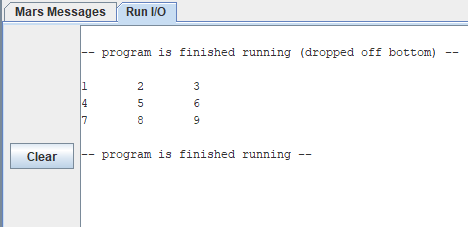 Mars Messages Run I/O
-- program is finished running (dropped off bottom) --
1 2 3
4 5 6
7 8 9
Clear
-- program is finished running --